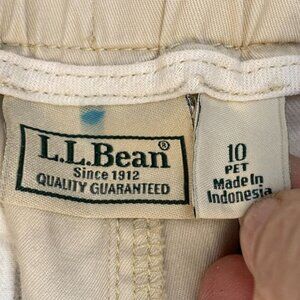 L.L.Bean®
Since 1912
QUALITY GUARANTEED
10
PET
Made in
Indonesia